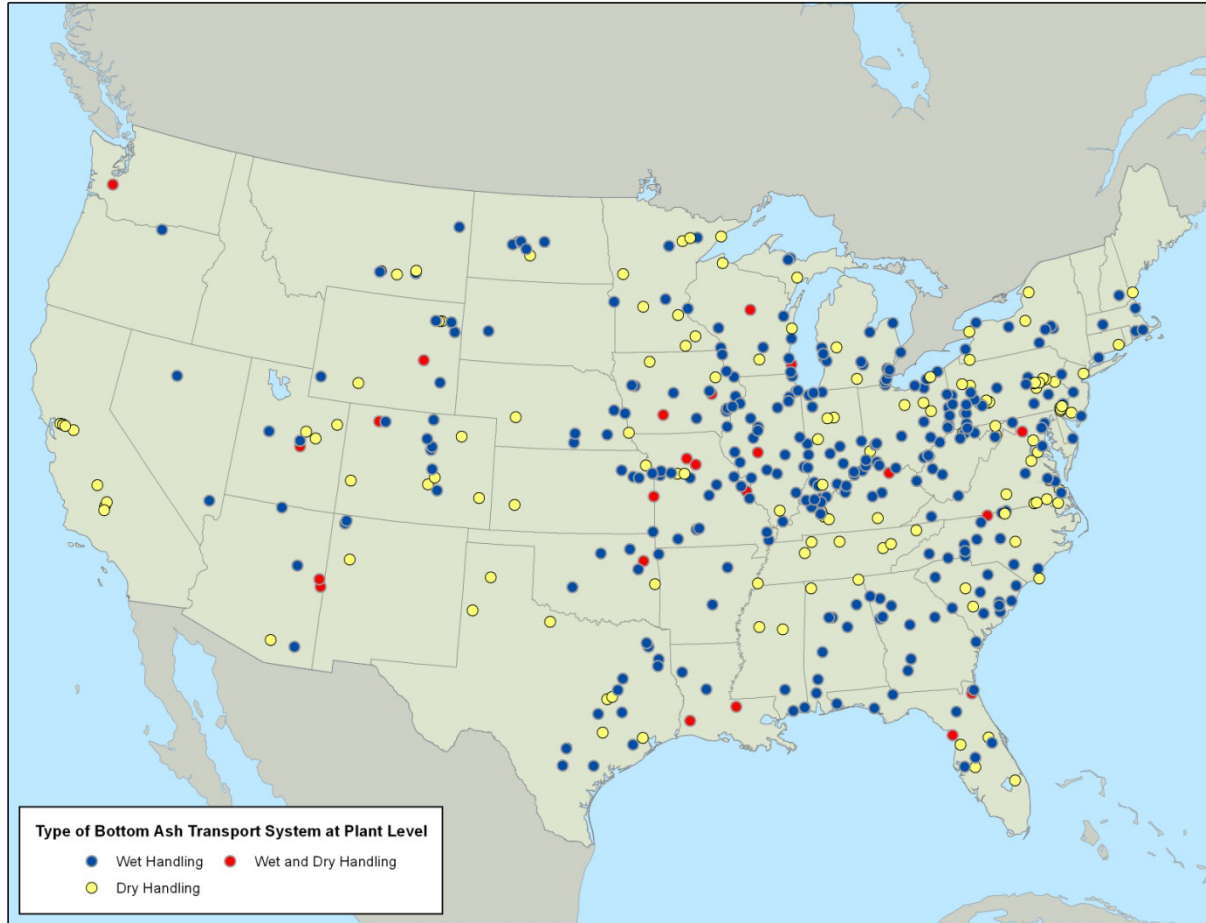 Type of Bottom Ash Transport System at Plant Level
Wet Handling Wet and Dry Handling
Dry Handling